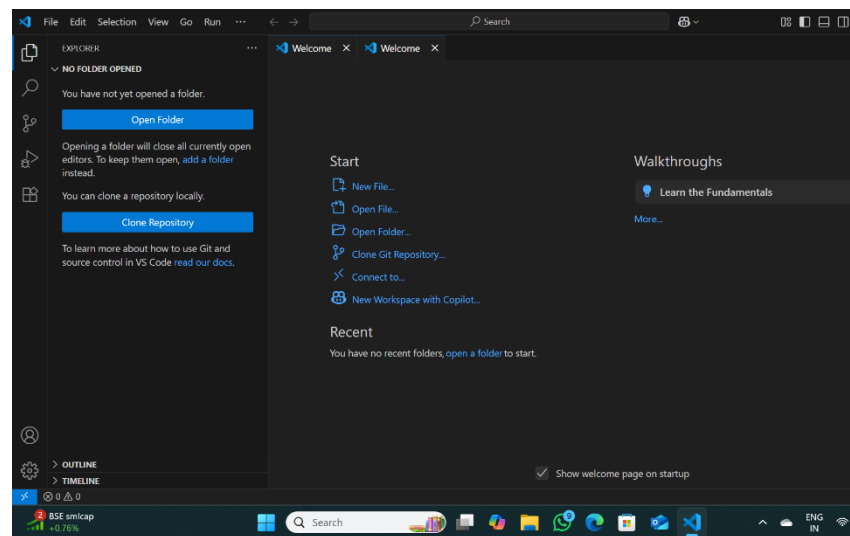 File Edit Selection View Go Run ··· Search
EXPLORER ···
Welcome Welcome
NO FOLDER OPENED
You have not yet opened a folder.
Open Folder
Opening a folder will close all currently open
editors. To keep them open, add a folder
instead.
You can clone a repository locally.
Clone Repository
To learn more about how to use Git and
source control in VS Code read our docs.
OUTLINE
TIMELINE
Start
New File...
Open File...
Open Folder...
Clone Git Repository...
Connect to...
New Workspace with Copilot...
Recent
You have no recent folders, open a folder to start.
Walkthroughs
Learn the Fundamentals
More...
Show welcome page on startup
0 0
2
BSE smlcap
+0.76%
Search
9
ENG
IN